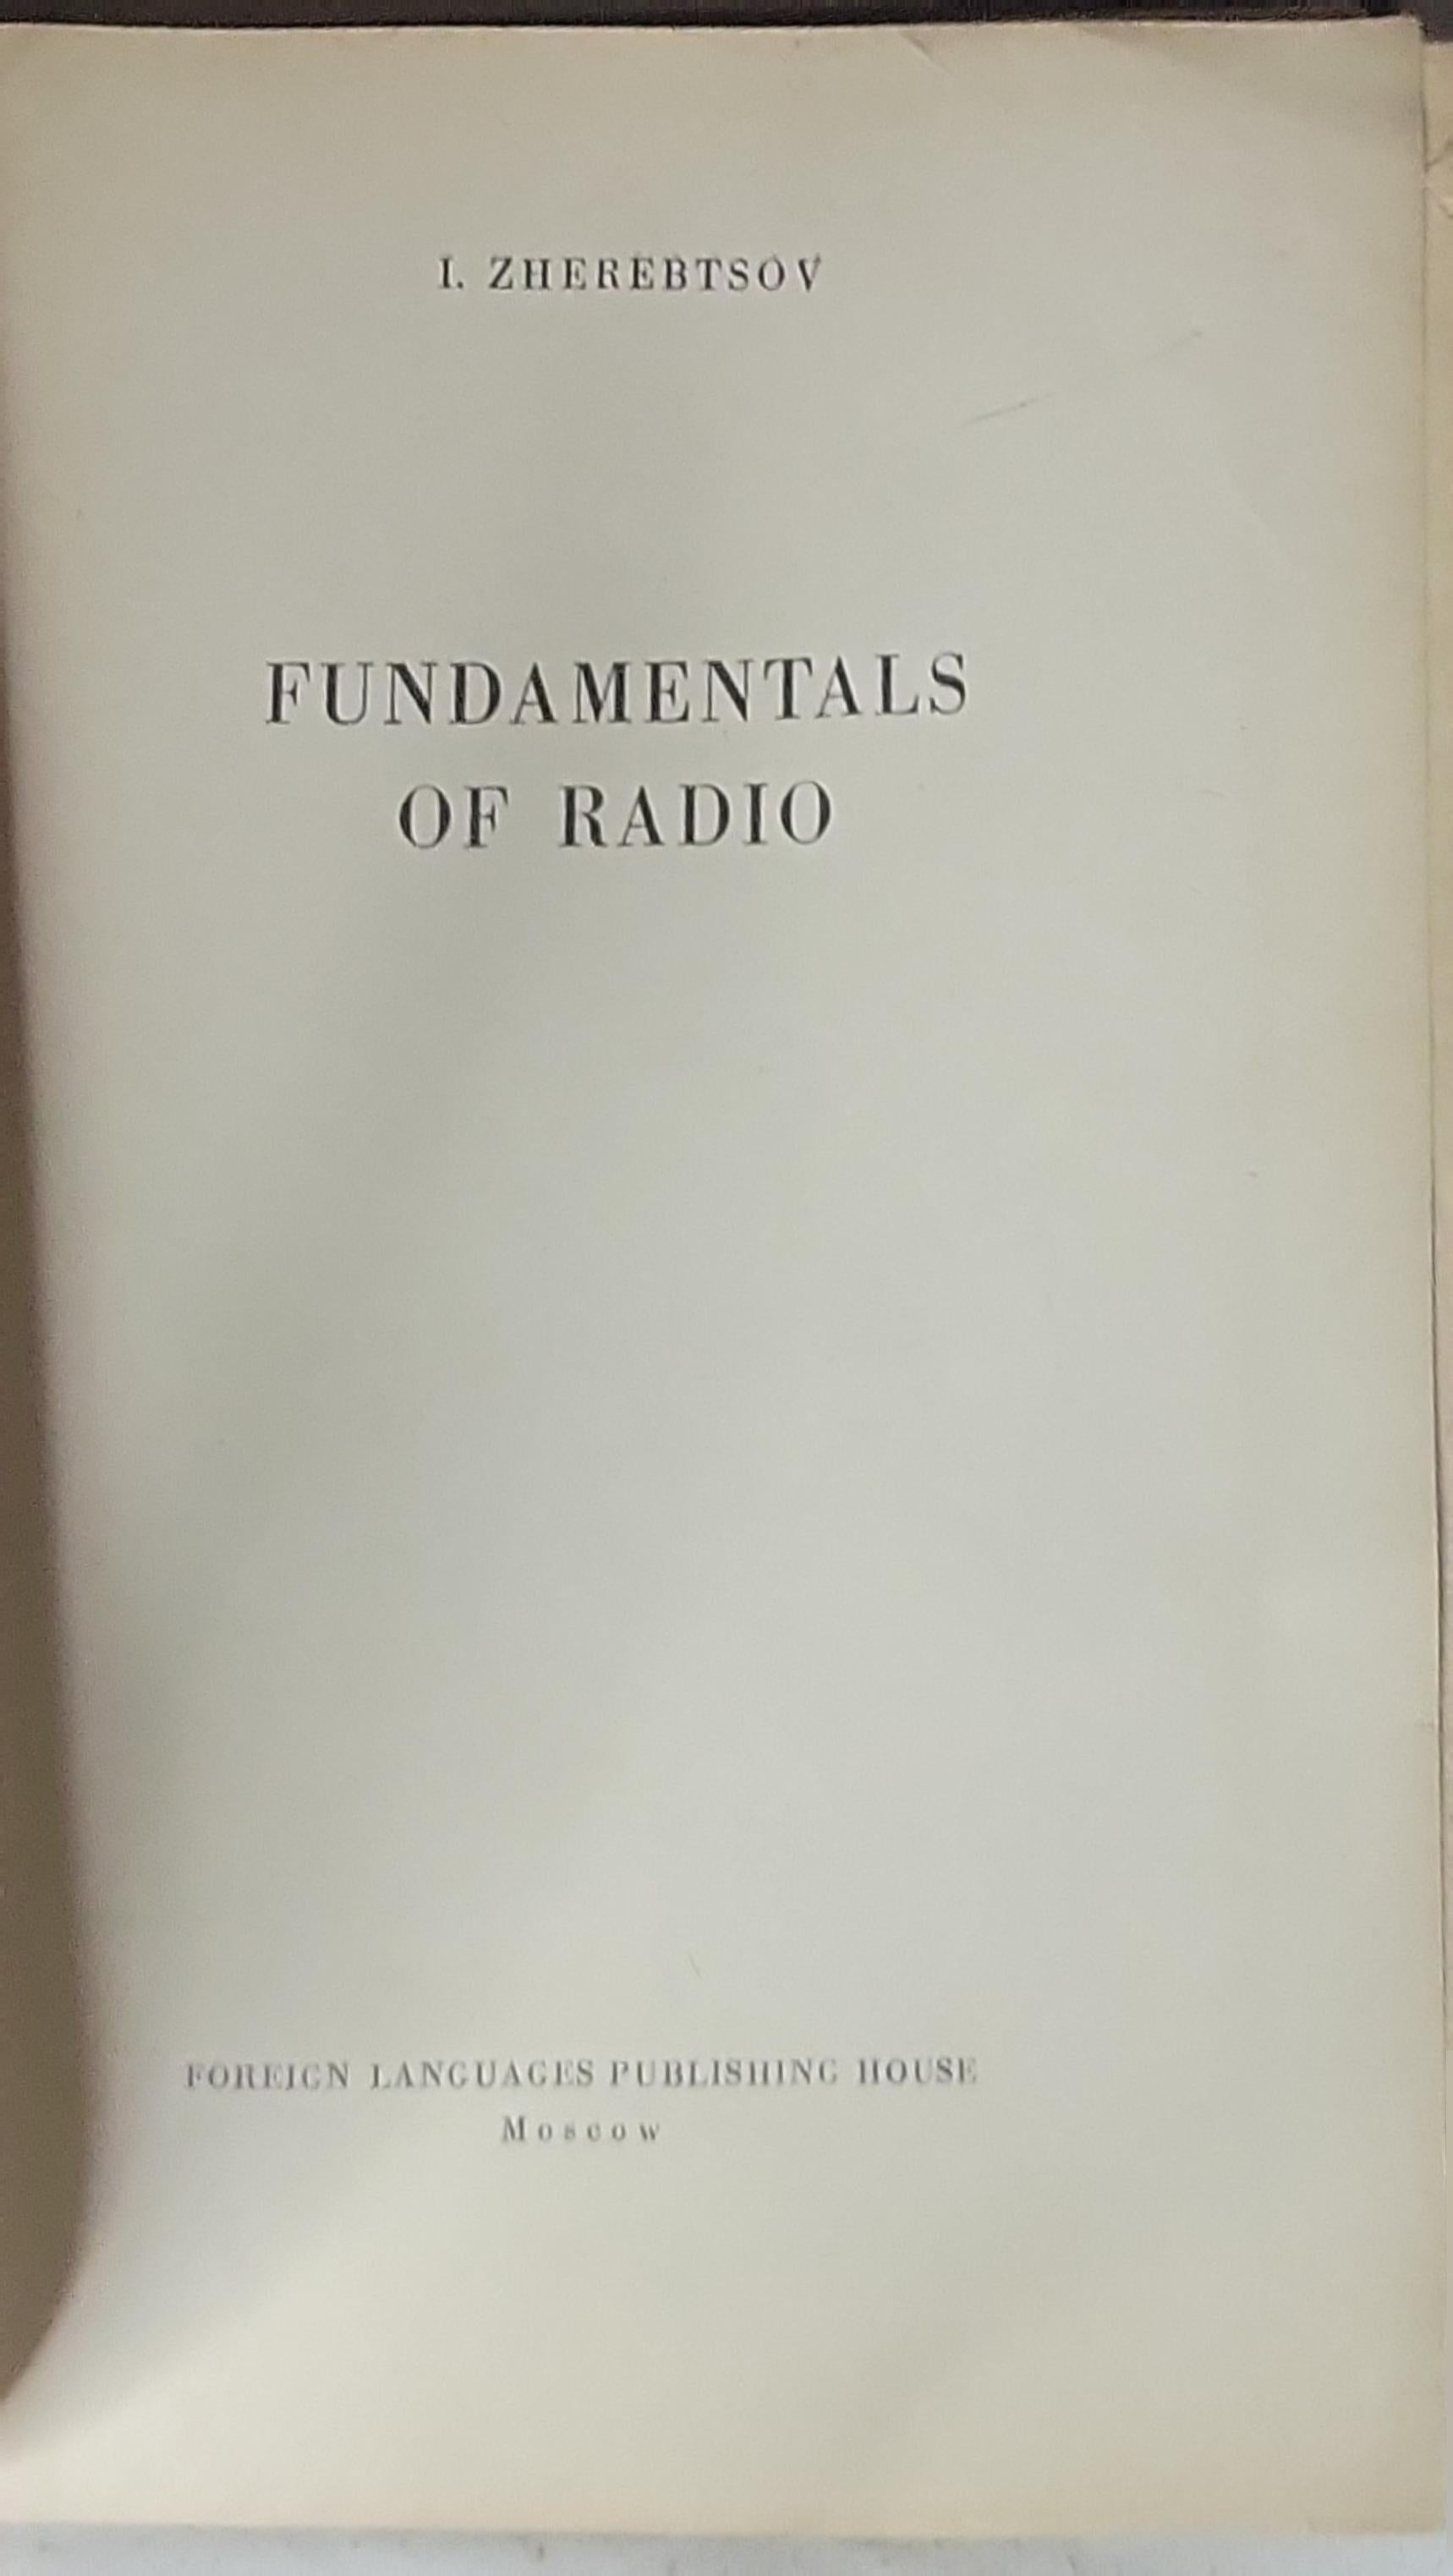 I. ZHEREBTSOV
FUNDAMENTALS
OF RADIO
FOREIGN LANGUAGES PUBLISHING HOUSE
Moscow